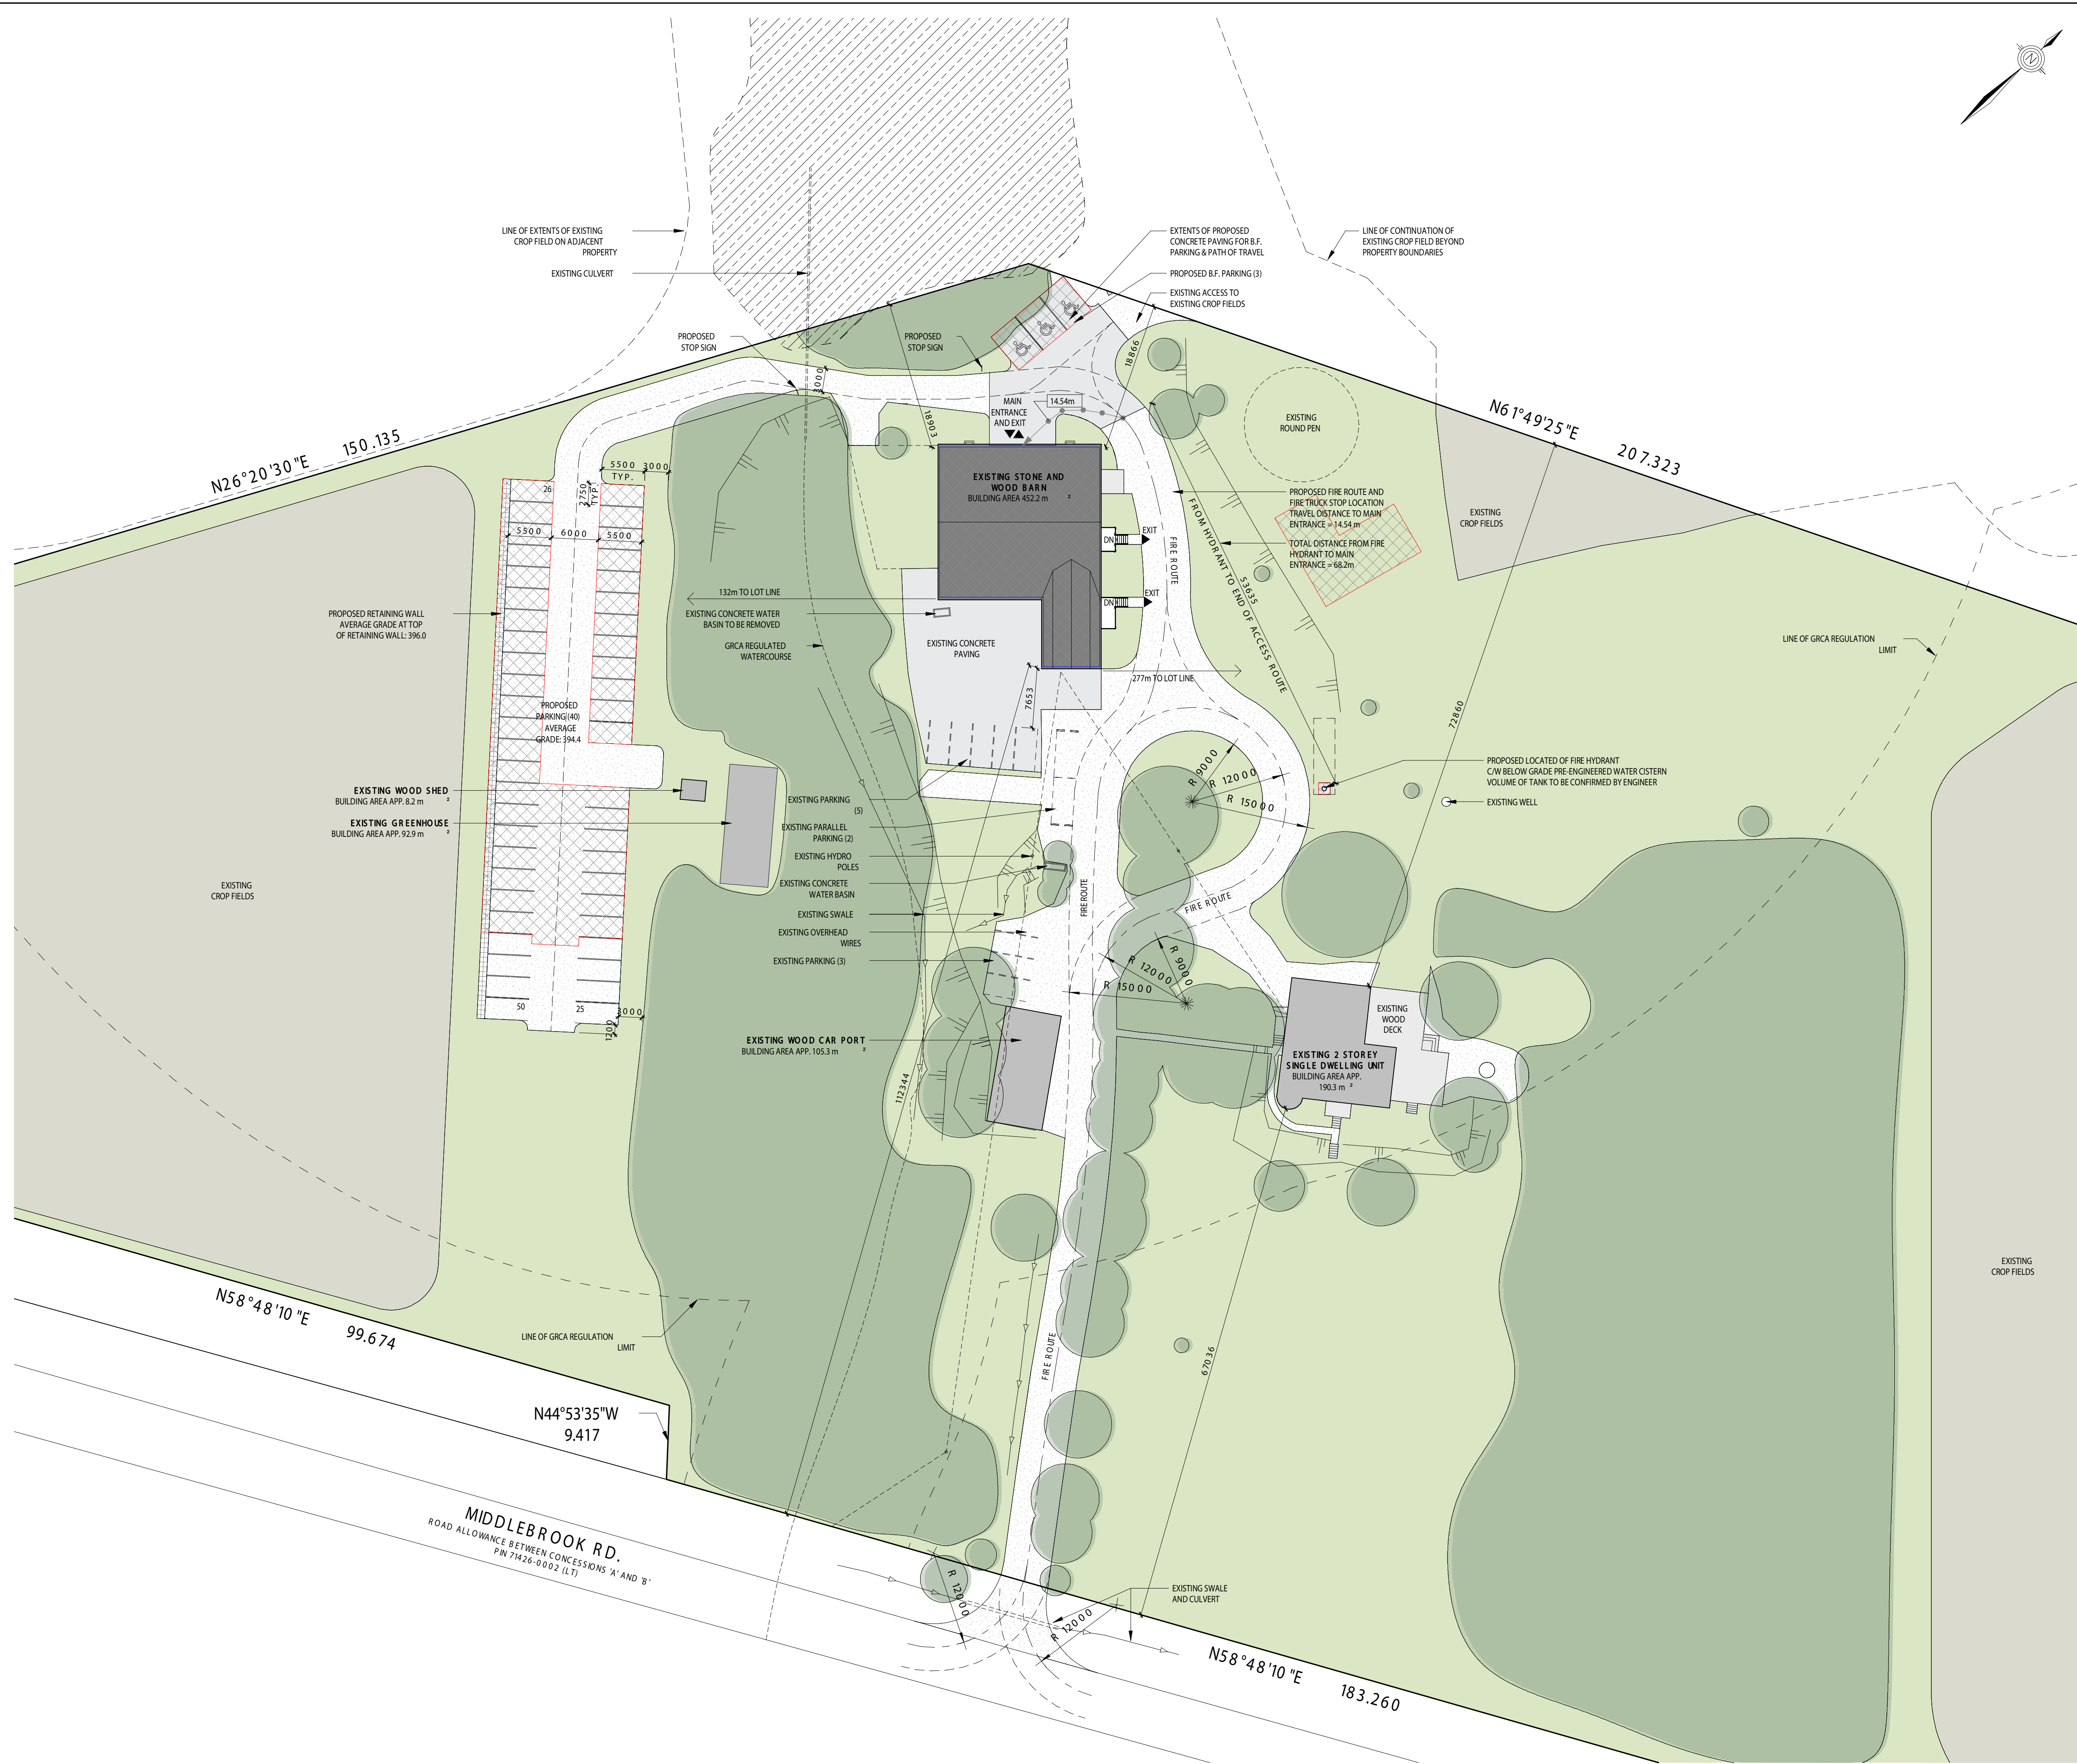 N
LINE OF EXTENTS OF EXISTING
CROP FIELD ON ADJACENT
PROPERTY
EXISTING CULVERT
EXTENTS OF PROPOSED
CONCRETE PAVING FOR B.F.
PARKING & PATH OF TRAVEL
PROPOSED B.F. PARKING (3)
EXISTING ACCESS TO
EXISTING CROP FIELDS
LINE OF CONTINUATION OF
EXISTING CROP FIELD BEYOND
PROPERTY BOUNDARIES
PROPOSED
STOP SIGN
PROPOSED
STOP SIGN
3000
18903
18866
MAIN
ENTRANCE
AND EXIT
14.54m
EXISTING
ROUND PEN
N61°49'25"E 207.323
N26°20'30"E 150.135
5500 3000
TYP.
2750
TYP.
26
5500 6000 5500
EXISTING STONE AND
WOOD BARN
BUILDING AREA 452.2 m 2
PROPOSED FIRE ROUTE AND
FIRE TRUCK STOP LOCATION
TRAVEL DISTANCE TO MAIN
ENTRANCE = 14.54 m
TOTAL DISTANCE FROM FIRE
HYDRANT TO MAIN
ENTRANCE = 68.2m
EXISTING
CROP FIELDS
DN EXIT
DN EXIT
FIRE ROUTE
53635
FROM HYDRANT TO END OF ACCESS ROUTE
132m TO LOT LINE
EXISTING CONCRETE WATER
BASIN TO BE REMOVED
GRCA REGULATED
WATERCOURSE
EXISTING CONCRETE
PAVING
277m TO LOT LINE
7653
72860
PROPOSED RETAINING WALL
AVERAGE GRADE AT TOP
OF RETAINING WALL: 396.0
LINE OF GRCA REGULATION
LIMIT
PROPOSED
PARKING (40)
AVERAGE
GRADE: 394.4
EXISTING WOOD SHED
BUILDING AREA APP. 8.2 m 2
EXISTING GREENHOUSE
BUILDING AREA APP. 92.9 m 2
R 9000
R 12000
R 15000
PROPOSED LOCATED OF FIRE HYDRANT
C/W BELOW GRADE PRE-ENGINEERED WATER CISTERN
VOLUME OF TANK TO BE CONFIRMED BY ENGINEER
EXISTING WELL
EXISTING PARKING
(5)
EXISTING PARALLEL
PARKING (2)
EXISTING HYDRO
POLES
EXISTING CONCRETE
WATER BASIN
EXISTING SWALE
EXISTING OVERHEAD
WIRES
EXISTING PARKING (3)
FIRE ROUTE
FIRE ROUTE
EXISTING
CROP FIELDS
R 9000
R 12000
R 15000
50 25
3000
1200
EXISTING WOOD CAR PORT
BUILDING AREA APP. 105.3 m 2
112344
EXISTING
WOOD
DECK
EXISTING 2 STOREY
SINGLE DWELLING UNIT
BUILDING AREA APP.
190.3 m 2
EXISTING
CROP FIELDS
N58°48'10"E 99.674
LINE OF GRCA REGULATION
LIMIT
FIRE ROUTE
67036
N44°53'35"W
9.417
MIDDLEBROOK RD.
ROAD ALLOWANCE BETWEEN CONCESSIONS 'A' AND 'B'
PIN 71426-0002 (LT)
R 12000
R 12000
EXISTING SWALE
AND CULVERT
N58°48'10"E 183.260